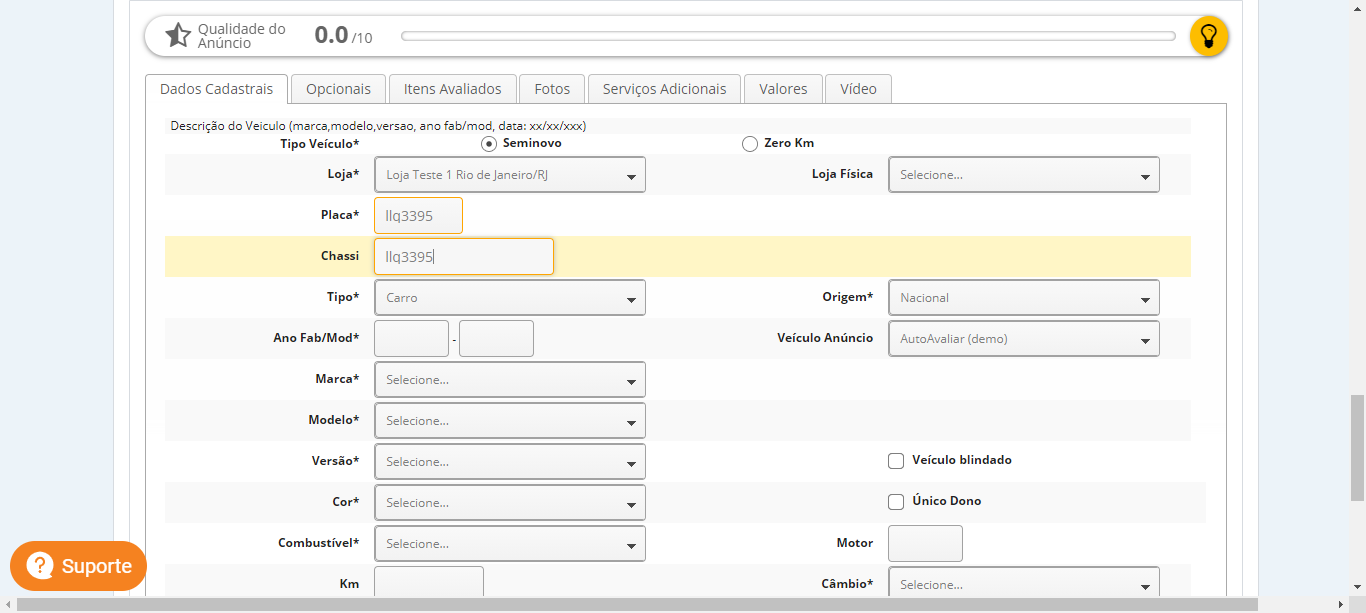 Qualidade do
Anúncio
0.0 /10
Dados Cadastrais Opcionais Itens Avaliados Fotos Serviços Adicionais Valores Vídeo
Descrição do Veiculo (marca,modelo,versao, ano fab/mod, data: xx/xx/xxx)
Tipo Veículo* Seminovo Zero Km
Loja* Loja Teste 1 Rio de Janeiro/RJ Loja Física Selecione...
Placa* llq3395
Chassi llq3395
Tipo* Carro Origem* Nacional
Ano Fab/Mod* - Veículo Anúncio AutoAvaliar (demo)
Marca* Selecione...
Modelo* Selecione...
Versão* Selecione... Veículo blindado
Cor* Selecione... Único Dono
Combustível* Selecione... Motor
? Suporte
Km Câmbio* Selecione...